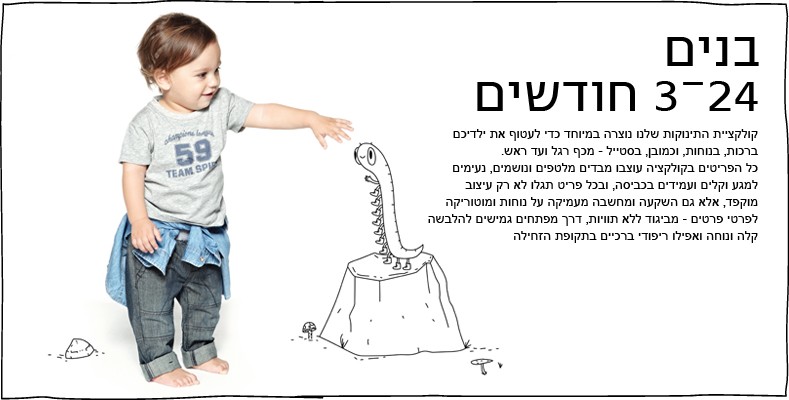 בנים
3-24 חודשים
קולקציית התינוקות שלנו נוצרה במיוחד כדי לעטוף את ילדיכם
ברכות, בנוחות, וכמובן, בסטייל - מכף רגל ועד ראש.
כל הפריטים בקולקציה עוצבו מבדים מלטפים ונושמים, נעימים
למגע וקלים ועמידים בכביסה, ובכל פריט תגלו לא רק עיצוב
מוקפד, אלא גם השקעה ומחשבה מעמיקה על נוחות ומוטוריקה
לפרטי פרטים - מביגוד ללא תוויות, דרך מפתחים גמישים להלבשה
קלה ונוחה ואפילו ריפודי ברכיים בתקופת הזחילה
champions league
59
TEAM